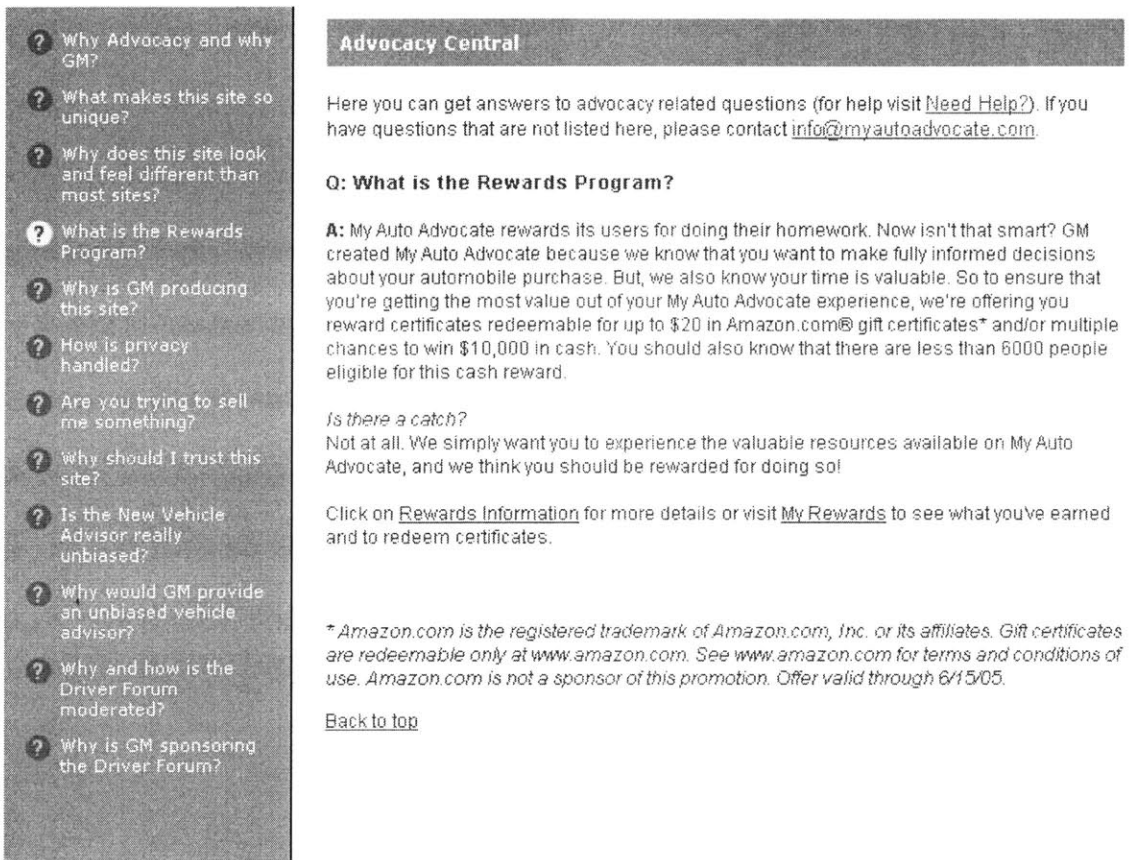 Why Advocacy and why
GM?
What makes this site so
unique?
Why does this site look
and feel different than
most sites?
What is the Rewards
Program?
Why is GM producing
this site?
How is privacy
handled?
Are you trying to sell
me something?
Why should I trust this
site?
Is the New Vehicle
Advisor really
unbiased?
Why would GM provide
an unbiased vehicle
advisor?
Why and how is the
Driver Forum
moderated?
Why is GM sponsoring
the Driver Forum?
Advocacy Central
Here you can get answers to advocacy related questions (for help visit Need Help?). If you
have questions that are not listed here, please contact info@myautoadvocate.com.
Q: What is the Rewards Program?
A: My Auto Advocate rewards its users for doing their homework. Now isn't that smart? GM
created My Auto Advocate because we know that you want to make fully informed decisions
about your automobile purchase. But, we also know your time is valuable. So to ensure that
you're getting the most value out of your My Auto Advocate experience, we're offering you
reward certificates redeemable for up to $20 in Amazon.com® gift certificates* and/or multiple
chances to win $10,000 in cash. You should also know that there are less than 6000 people
eligible for this cash reward.
Is there a catch?
Not at all. We simply want you to experience the valuable resources available on My Auto
Advocate, and we think you should be rewarded for doing so!
Click on Rewards Information for more details or visit My Rewards to see what you've earned
and to redeem certificates.
* Amazon.com is the registered trademark of Amazon.com, Inc. or its affiliates. Gift certificates
are redeemable only at www.amazon.com. See www.amazon.com for terms and conditions of
use. Amazon.com is not a sponsor of this promotion. Offer valid through 6/15/05.
Back to top